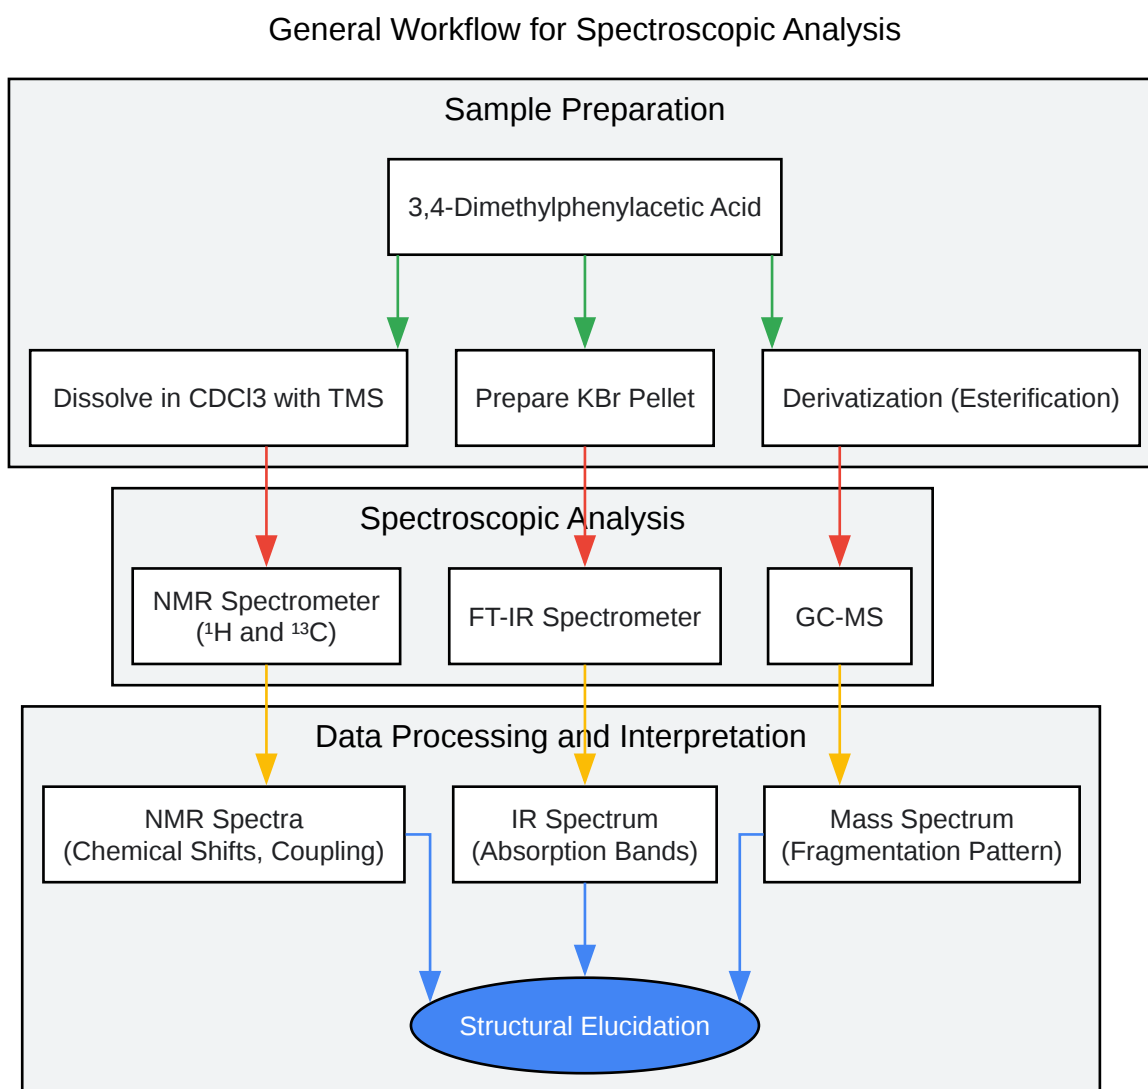 General Workflow for Spectroscopic Analysis
Sample Preparation
3,4-Dimethylphenylacetic Acid
Dissolve in CDCl3 with TMS
Prepare KBr Pellet
Derivatization (Esterification)
Spectroscopic Analysis
NMR Spectrometer
(¹H and ¹³C)
FT-IR Spectrometer
GC-MS
Data Processing and Interpretation
NMR Spectra
(Chemical Shifts, Coupling)
IR Spectrum
(Absorption Bands)
Mass Spectrum
(Fragmentation Pattern)
Structural Elucidation